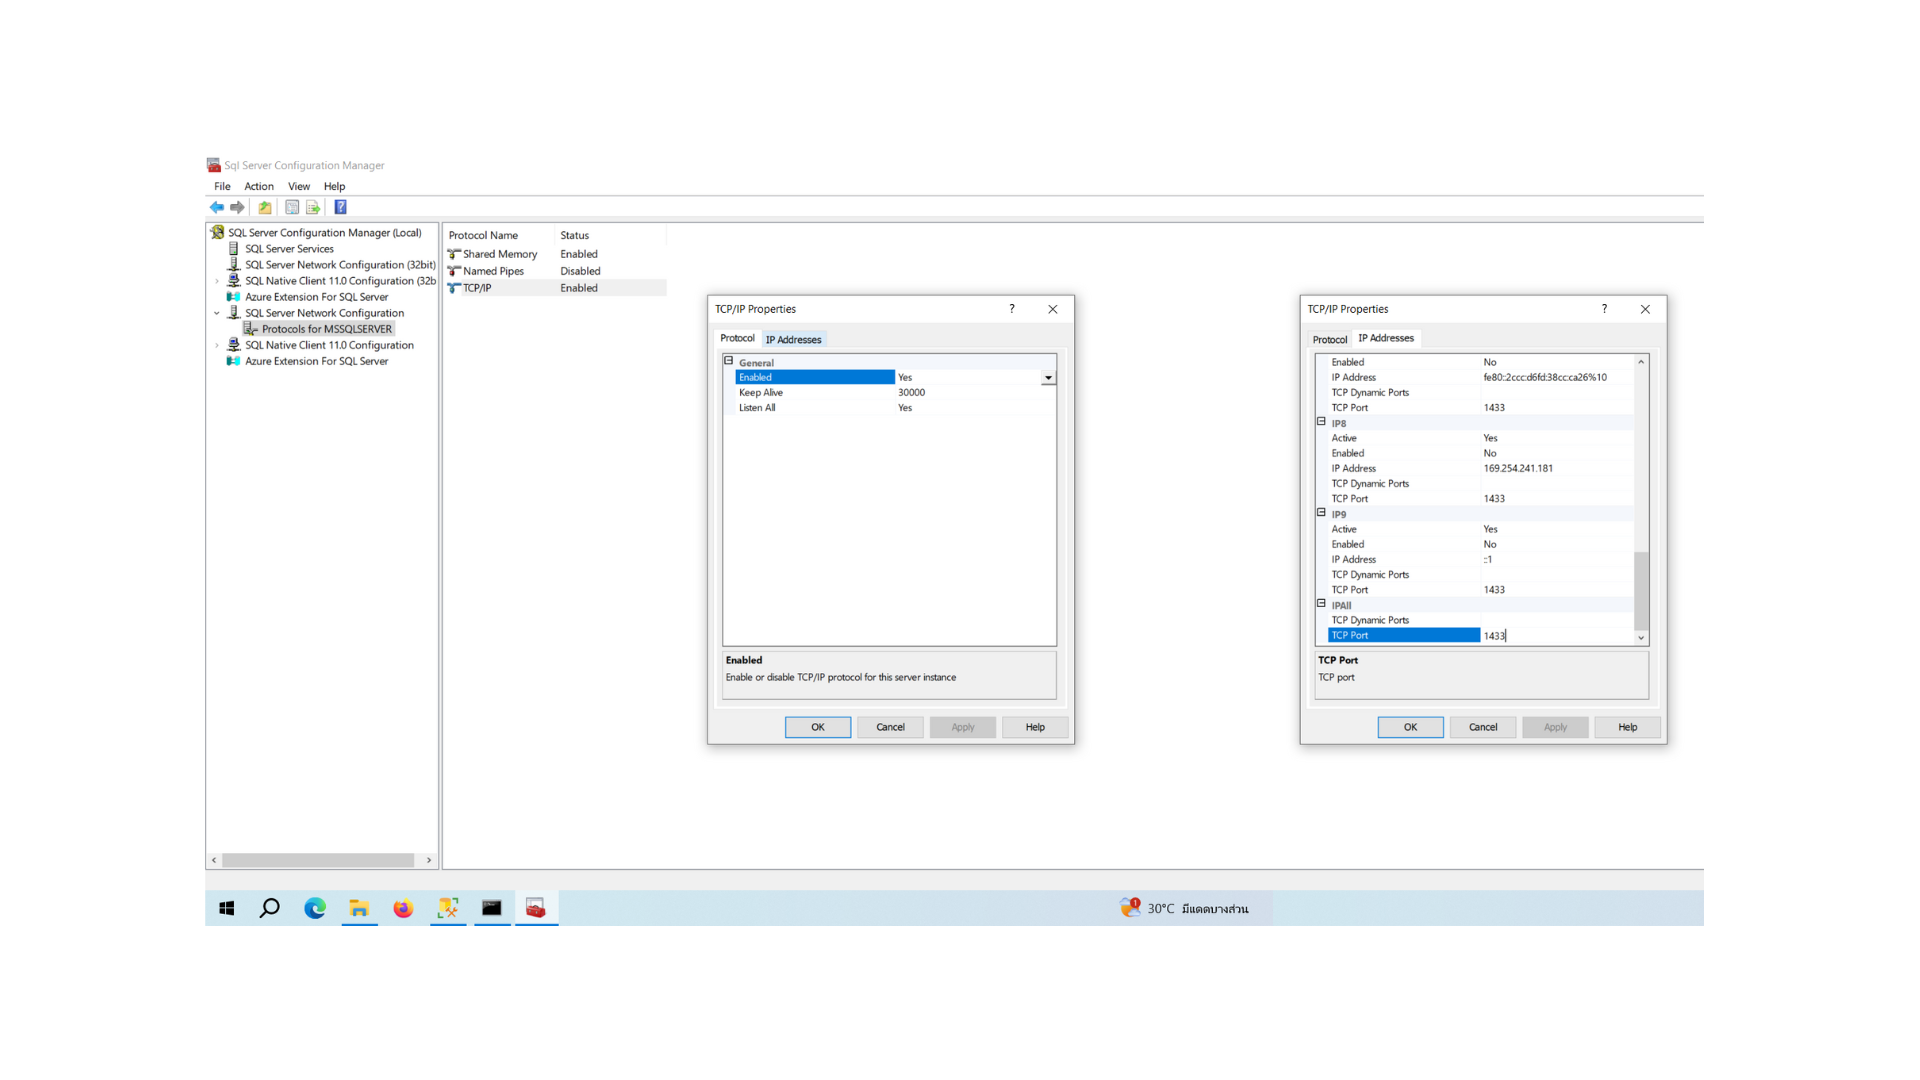 Sql Server Configuration Manager
File Action View Help
SQL Server Configuration Manager (Local)
SQL Server Services
SQL Server Network Configuration (32bit)
SQL Native Client 11.0 Configuration (32b
Azure Extension For SQL Server
SQL Server Network Configuration
Protocols for MSSQLSERVER
SQL Native Client 11.0 Configuration
Azure Extension For SQL Server
Protocol Name Status
Shared Memory Enabled
Named Pipes Disabled
TCP/IP Enabled
TCP/IP Properties
Protocol IP Addresses
General
Enabled Yes
Keep Alive 30000
Listen All Yes
Enabled
Enable or disable TCP/IP protocol for this server instance
OK Cancel Apply Help
TCP/IP Properties
Protocol IP Addresses
Enabled No
IP Address fe80::2ccc:d6fd:38cc:ca26%10
TCP Dynamic Ports
TCP Port 1433
IP8
Active Yes
Enabled No
IP Address 169.254.241.181
TCP Dynamic Ports
TCP Port 1433
IP9
Active Yes
Enabled No
IP Address ::1
TCP Dynamic Ports
TCP Port 1433
IPAll
TCP Dynamic Ports
TCP Port 1433
TCP Port
TCP port
OK Cancel Apply Help
1 30°C มีแดดบางส่วน